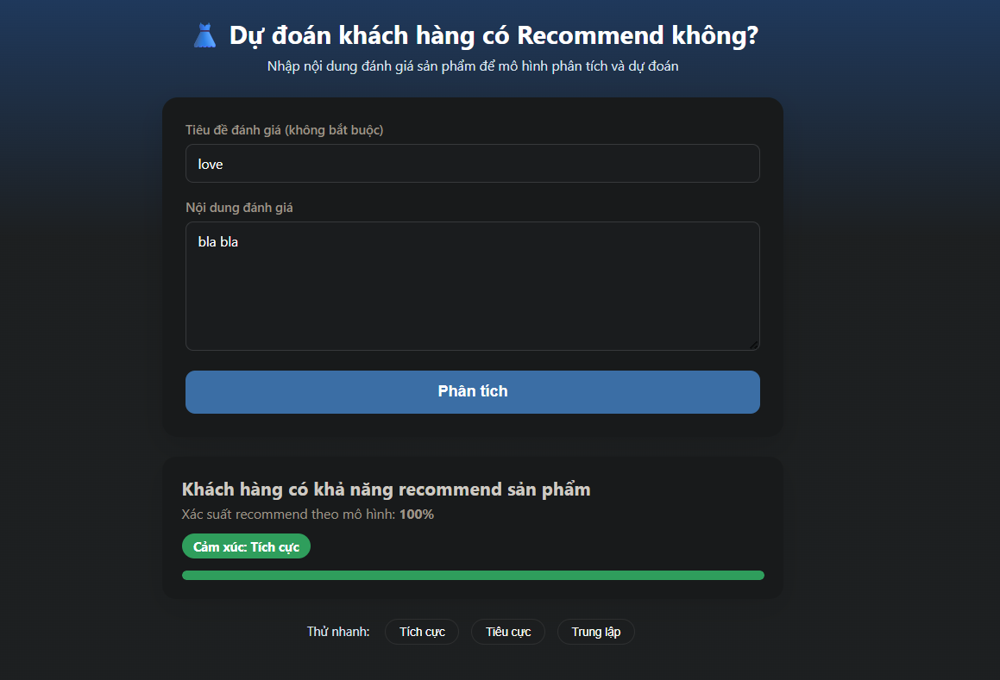 Dự đoán khách hàng có Recommend không?
Nhập nội dung đánh giá sản phẩm để mô hình phân tích và dự đoán
Tiêu đề đánh giá (không bắt buộc)
love
Nội dung đánh giá
bla bla
Phân tích
Khách hàng có khả năng recommend sản phẩm
Xác suất recommend theo mô hình: 100%
Cảm xúc: Tích cực
Thử nhanh: Tích cực Tiêu cực Trung lập